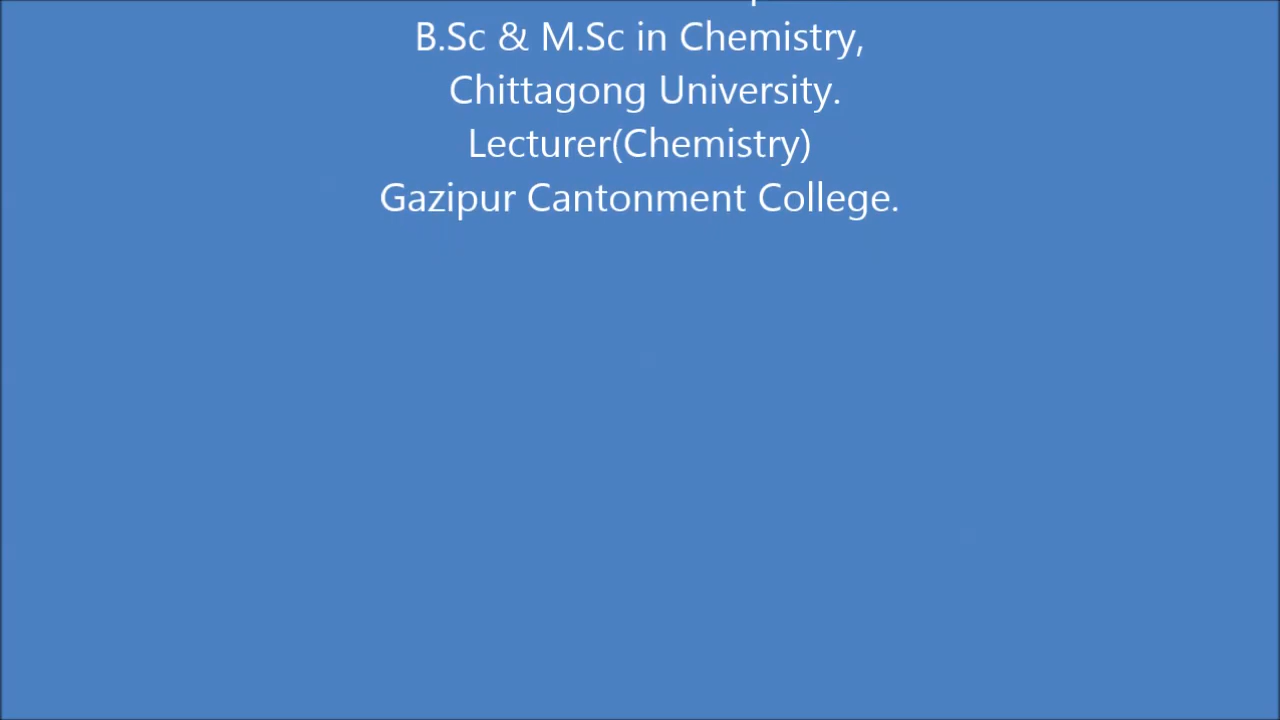 B.Sc & M.Sc in Chemistry,
Chittagong University.
Lecturer(Chemistry)
Gazipur Cantonment College.